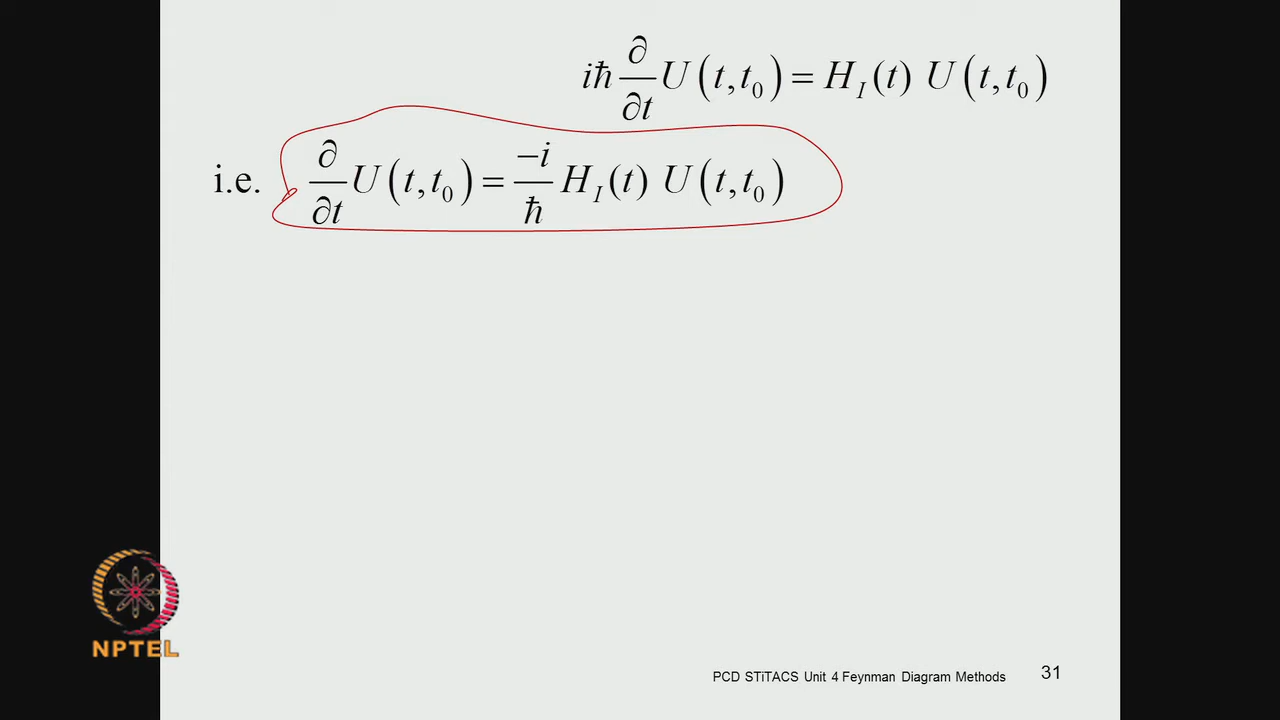 iħ ∂/∂t U(t,t₀) = H_I(t) U(t,t₀)
i.e. ∂/∂t U(t,t₀) = −i/ħ H_I(t) U(t,t₀)
NPTEL
PCD STiTACS Unit 4 Feynman Diagram Methods 31